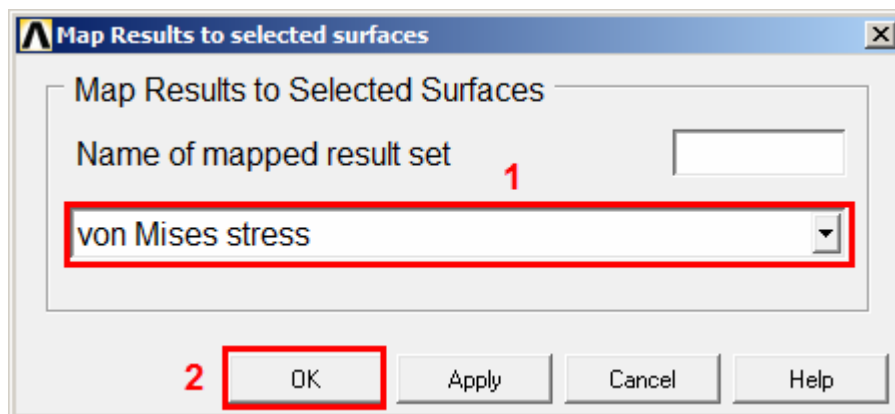 Map Results to selected surfaces
Map Results to Selected Surfaces
Name of mapped result set
1
von Mises stress
2 OK Apply Cancel Help